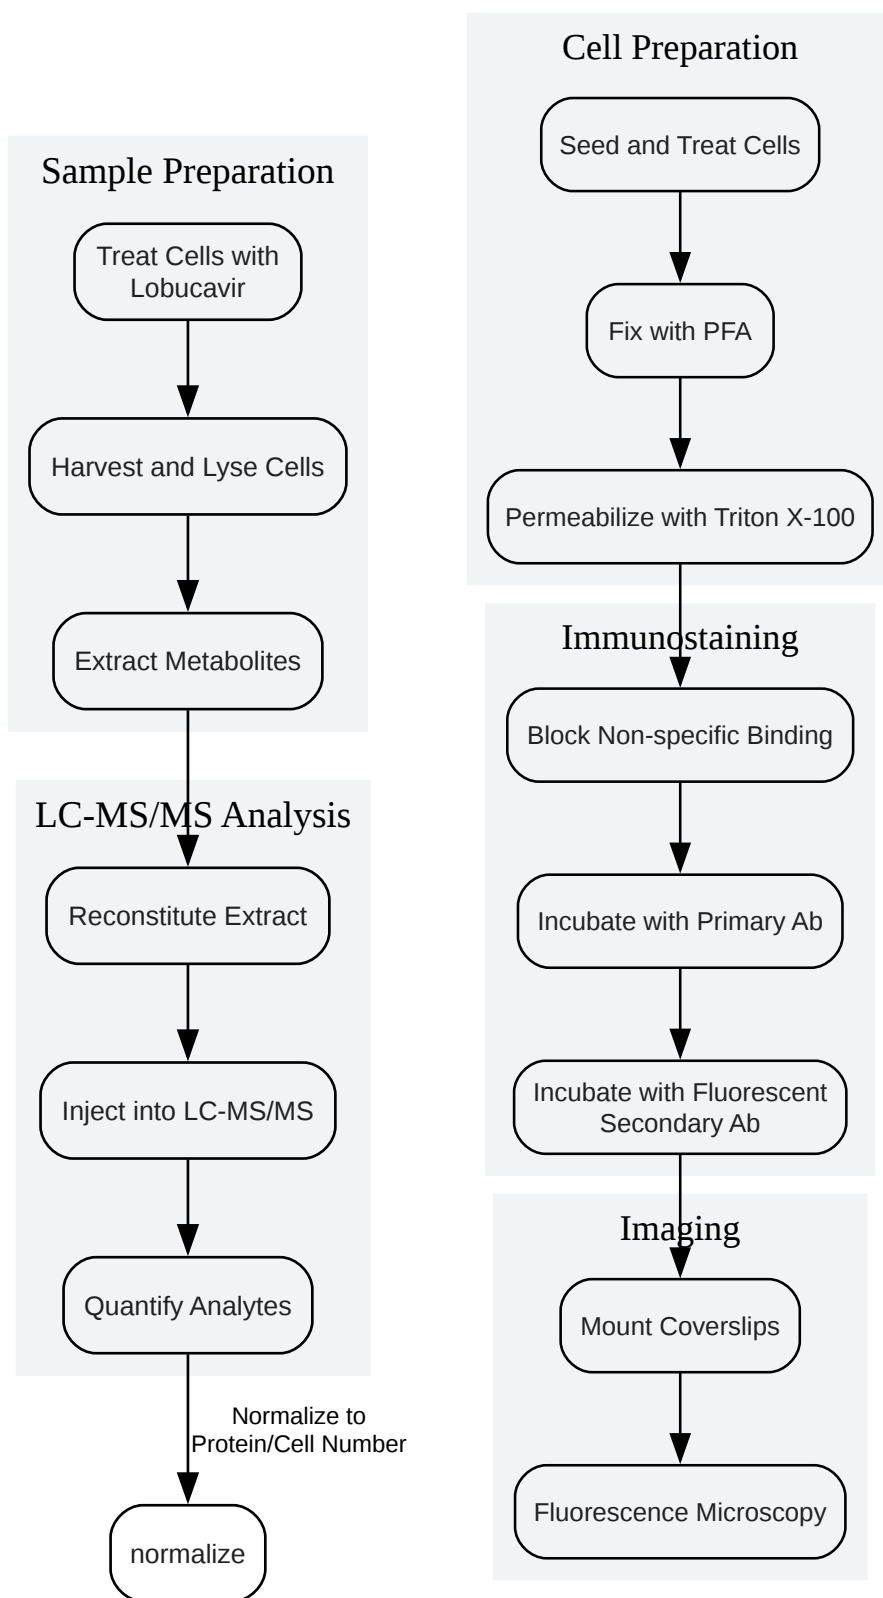 Sample Preparation
Treat Cells with
Lobucavir
Harvest and Lyse Cells
Extract Metabolites
LC-MS/MS Analysis
Reconstitute Extract
Inject into LC-MS/MS
Quantify Analytes
Normalize to
Protein/Cell Number
normalize
Cell Preparation
Seed and Treat Cells
Fix with PFA
Permeabilize with Triton X-100
Immunostaining
Block Non-specific Binding
Incubate with Primary Ab
Incubate with Fluorescent
Secondary Ab
Imaging
Mount Coverslips
Fluorescence Microscopy